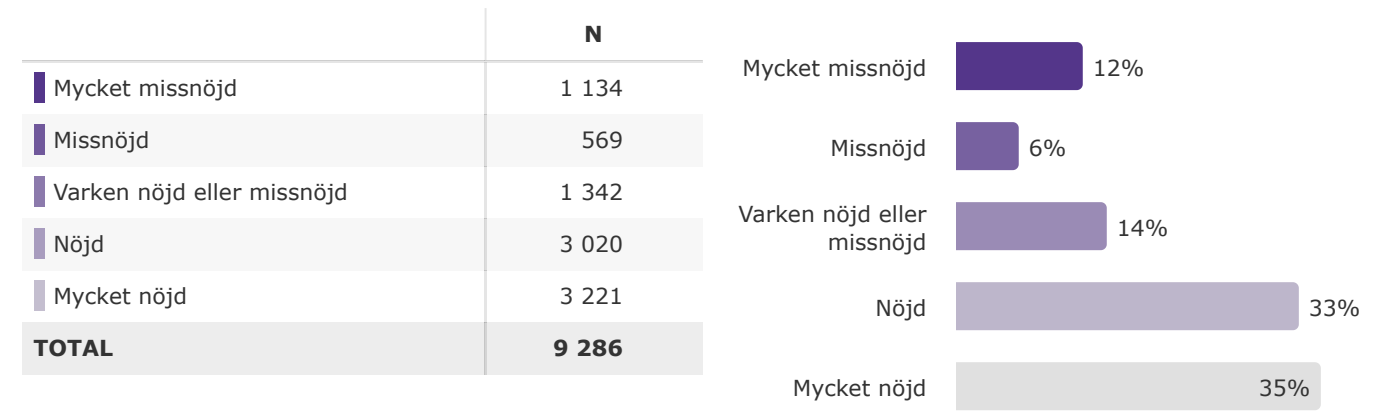 N
Mycket missnöjd 1 134
Missnöjd 569
Varken nöjd eller missnöjd 1 342
Nöjd 3 020
Mycket nöjd 3 221
TOTAL 9 286
Mycket missnöjd 12%
Missnöjd 6%
Varken nöjd eller
missnöjd 14%
Nöjd 33%
Mycket nöjd 35%